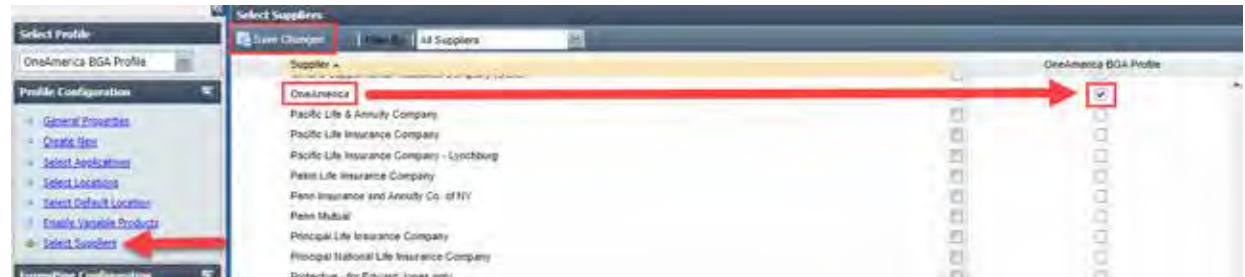 Select Suppliers
Select Profile
Save Changes
Filter By
All Suppliers
OneAmerica BGA Profile
Supplier
OneAmerica BGA Profile
Profile Configuration
OneAmerica
General Properties
Pacific Life & Annuity Company
Create New
Pacific Life Insurance Company
Select Applications
Pacific Life Insurance Company - Lynchburg
Select Locations
Penn Life Insurance Company
Select Default Location
Penn Insurance and Annuity Co. of NY
Enable Variable Products
Penn Mutual
Select Suppliers
Principal Life Insurance Company
Principal National Life Insurance Company
Protective - for Edward Jones only